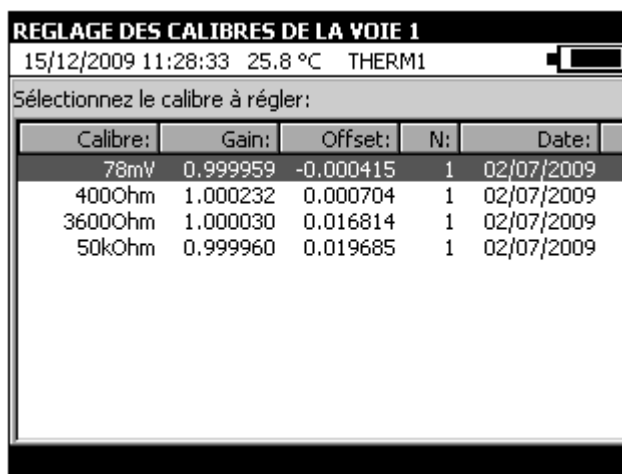 REGLAGE DES CALIBRES DE LA VOIE 1
15/12/2009 11:28:33 25.8 °C THERM1
Sélectionnez le calibre à régler:
Calibre: Gain: Offset: N: Date:
78mV 0.999959 -0.000415 1 02/07/2009
400Ohm 1.000232 0.000704 1 02/07/2009
3600Ohm 1.000030 0.016814 1 02/07/2009
50kOhm 0.999960 0.019685 1 02/07/2009